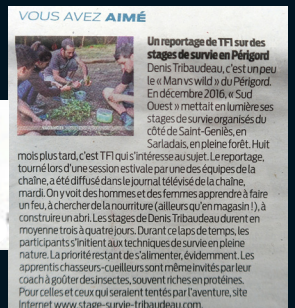 VOUS AVEZ AIMÉ
Un reportage de TF1 sur des
stages de survie en Périgord
Denis Tribaudeau, c'est un peu
le « Man vs wild » du Périgord.
En décembre 2016, « Sud
Ouest » mettait en lumière ses
stages de survie organisés du
côté de Saint-Geniès, en
Sarladais, en pleine forêt. Huit
mois plus tard, c'est TF1 qui s'intéresse au sujet. Le reportage,
tourné lors d'une session estivale par une des équipes de la
chaîne, a été diffusé dans le journal télévisé de la chaîne,
mardi. On y voit des hommes et des femmes apprendre à faire
un feu, à chercher de la nourriture (ailleurs qu'en magasin !), à
construire un abri. Les stages de Denis Tribaudeau durent en
moyenne trois à quatre jours. Durant ce laps de temps, les
participants s'initient aux techniques de survie en pleine
nature. La priorité restant de s'alimenter, évidemment. Les
apprentis chasseurs-cueilleurs sont même invités par leur
coach à goûter des insectes, souvent riches en protéines.
Pour celles et ceux qui seraient tentés par l'aventure, site
Internet www.stage-survie-tribaudeau.com.